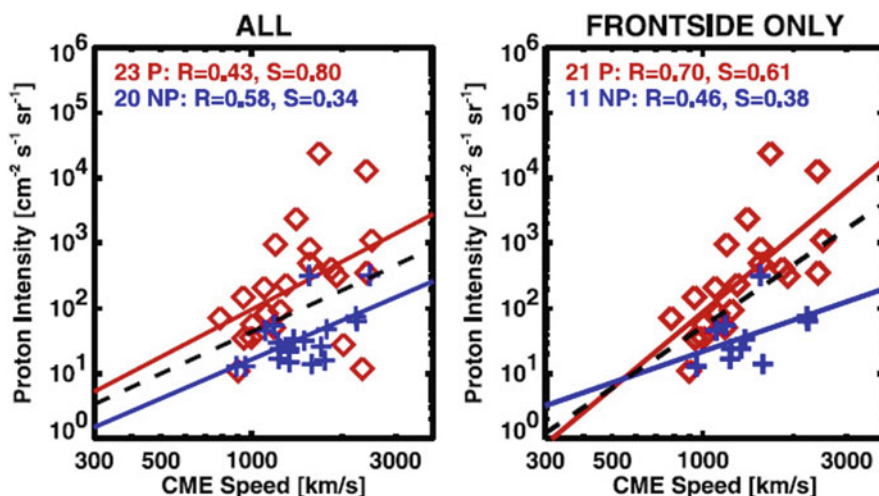 ALL
FRONTSIDE ONLY
Proton Intensity [cm⁻² s⁻¹ sr⁻¹]
10⁶
10⁵
10⁴
10³
10²
10¹
10⁰
23 P: R=0.43, S=0.80
20 NP: R=0.58, S=0.34
300 500 1000 3000
CME Speed [km/s]
Proton Intensity [cm⁻² s⁻¹ sr⁻¹]
10⁶
10⁵
10⁴
10³
10²
10¹
10⁰
21 P: R=0.70, S=0.61
11 NP: R=0.46, S=0.38
300 500 1000 3000
CME Speed [km/s]